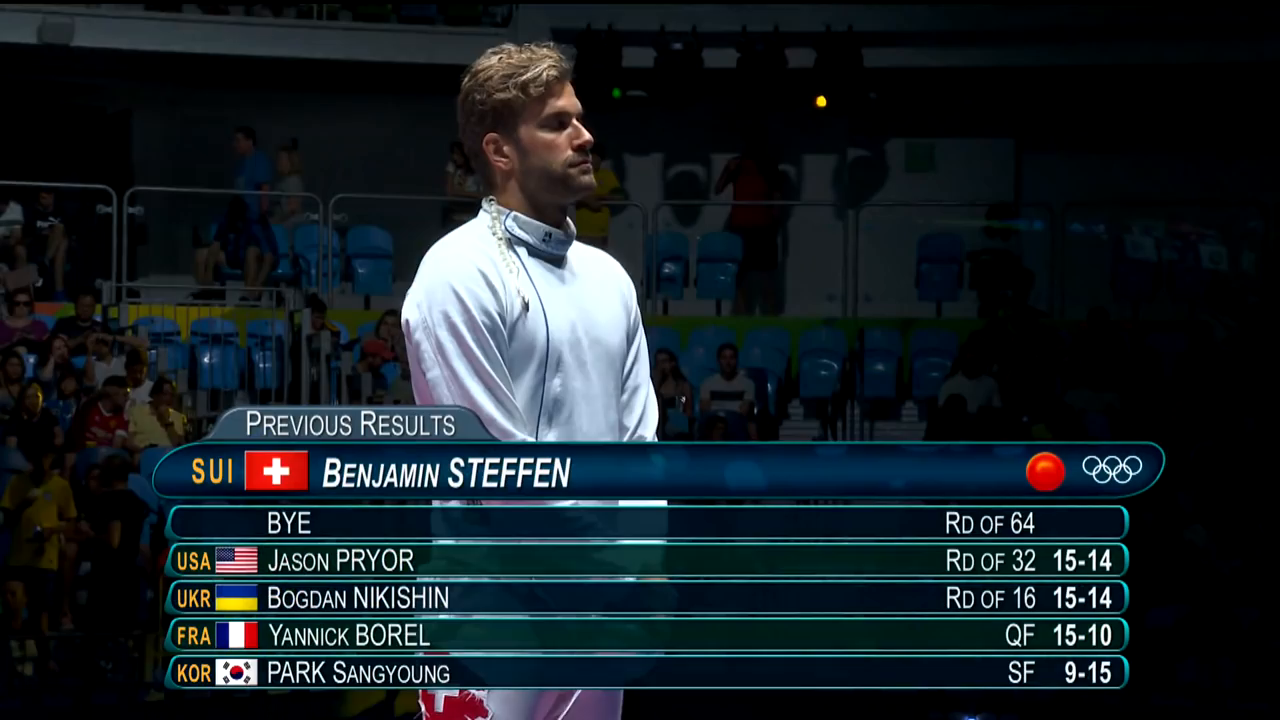 PREVIOUS RESULTS
SUI BENJAMIN STEFFEN
BYE RD OF 64
USA JASON PRYOR RD OF 32 15-14
UKR BOGDAN NIKISHIN RD OF 16 15-14
FRA YANNICK BOREL QF 15-10
KOR PARK SANGYOUNG SF 9-15